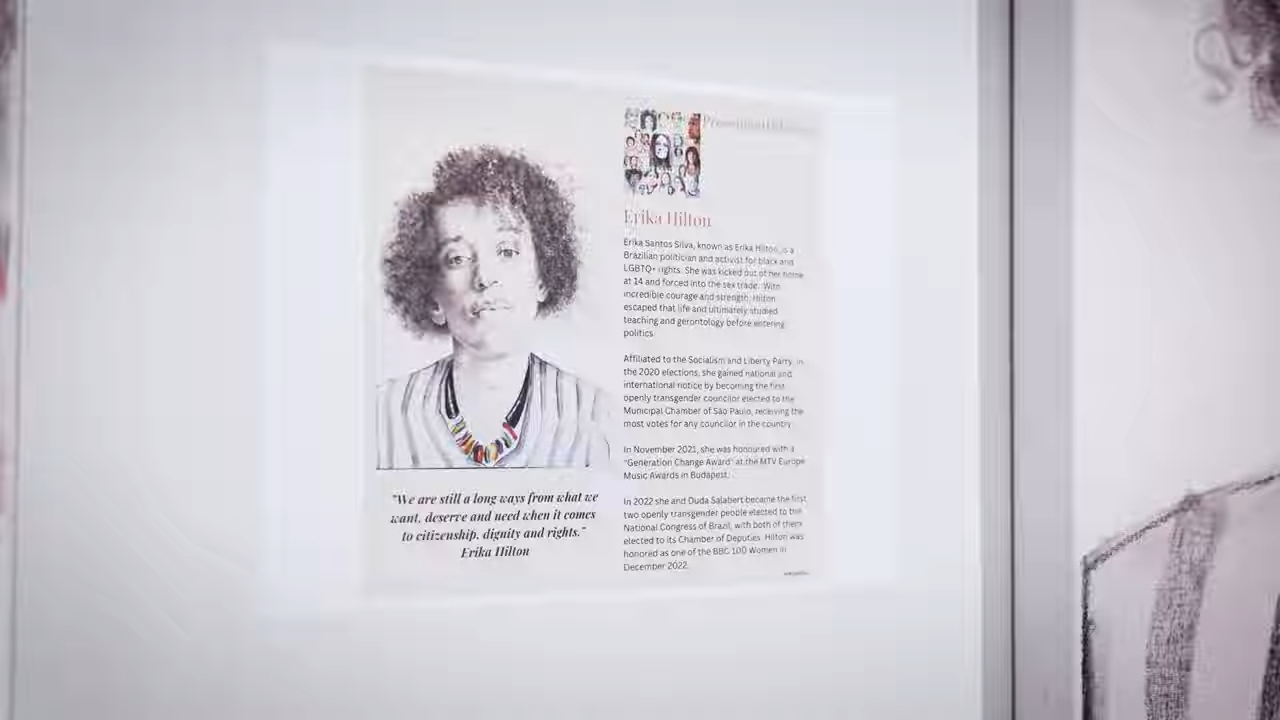 "We are still a long ways from what we
want, deserve and need when it comes
to citizenship, dignity and rights."
Erika Hilton
Erika Hilton
Erika Santos Silva, known as Erika Hilton, is a
Brazilian politician and activist for black and
LGBTQ+ rights. She was kicked out of her home
at 14 and forced into the sex trade. With
incredible courage and strength, Hilton
escaped that life and ultimately studied
teaching and gerontology before entering
politics.
Affiliated to the Socialism and Liberty Party, in
the 2020 elections, she gained national and
international notice by becoming the first
openly transgender councilor elected to the
Municipal Chamber of São Paulo, receiving the
most votes for any councilor in the country.
In November 2021, she was honoured with a
"Generation Change Award" at the MTV Europe
Music Awards in Budapest.
In 2022 she and Duda Salabert became the first
two openly transgender people elected to the
National Congress of Brazil, with both of them
elected to its Chamber of Deputies. Hilton was
honored as one of the BBC 100 Women in
December 2022.